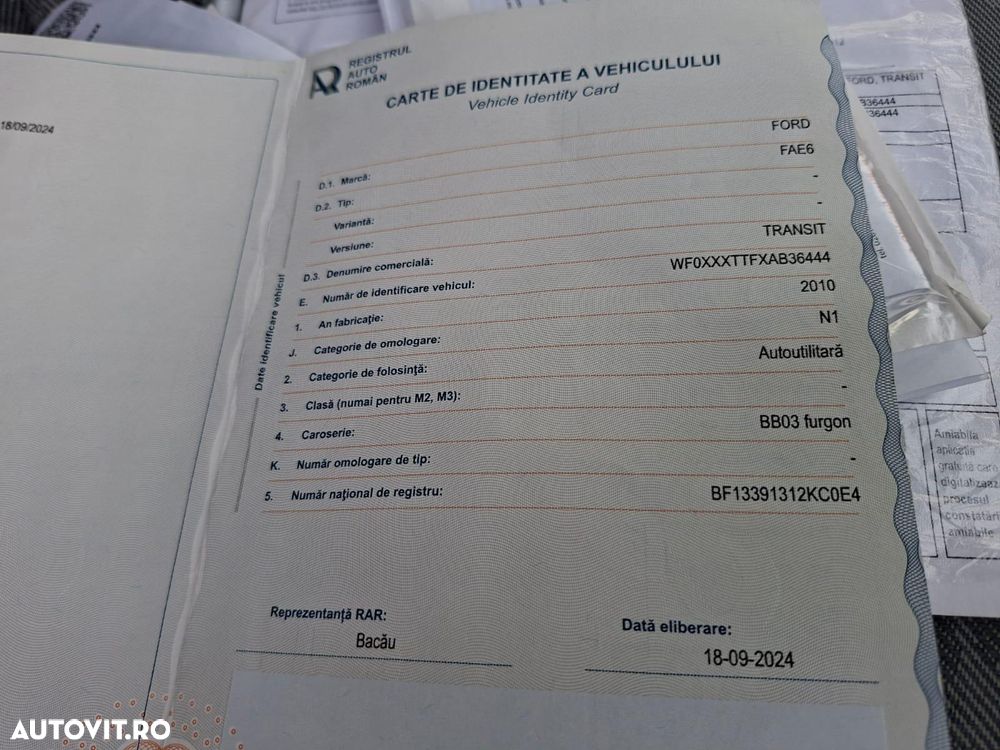 18/09/2024
REGISTRUL
AUTO
ROMÂN
CARTE DE IDENTITATE A VEHICULULUI
Vehicle Identity Card
Date identificare vehicul
D.1. Marcă: FORD
D.2. Tip: FAE6
Variantă: -
Versiune: -
D.3. Denumire comercială: TRANSIT
E. Număr de identificare vehicul: WF0XXXTTFXAB36444
1. An fabricaţie: 2010
J. Categorie de omologare: N1
2. Categorie de folosinţă: Autoutilitară
3. Clasă (numai pentru M2, M3): -
4. Caroserie: BB03 furgon
K. Număr omologare de tip: -
5. Număr naţional de registru: BF13391312KC0E4
Reprezentanţă RAR:
Bacău
Dată eliberare:
18-09-2024
FORD, TRANSIT
AB36444
36444
Amiabila
gratuită care
digitalizează
procesul
constatări
amiabile
AUTOVIT.RO